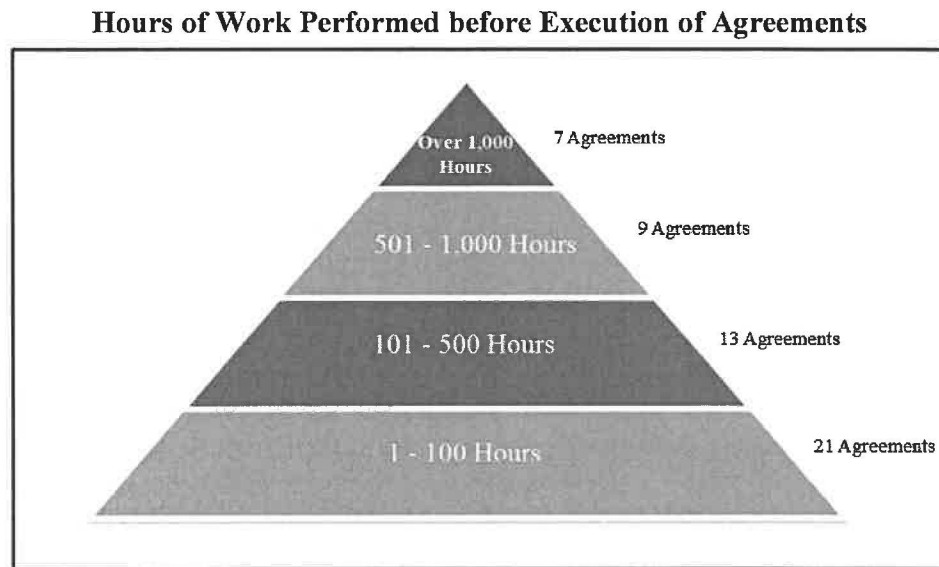 Hours of Work Performed before Execution of Agreements
Over 1,000
Hours
7 Agreements
501 - 1,000 Hours
9 Agreements
101 - 500 Hours
13 Agreements
1 - 100 Hours
21 Agreements